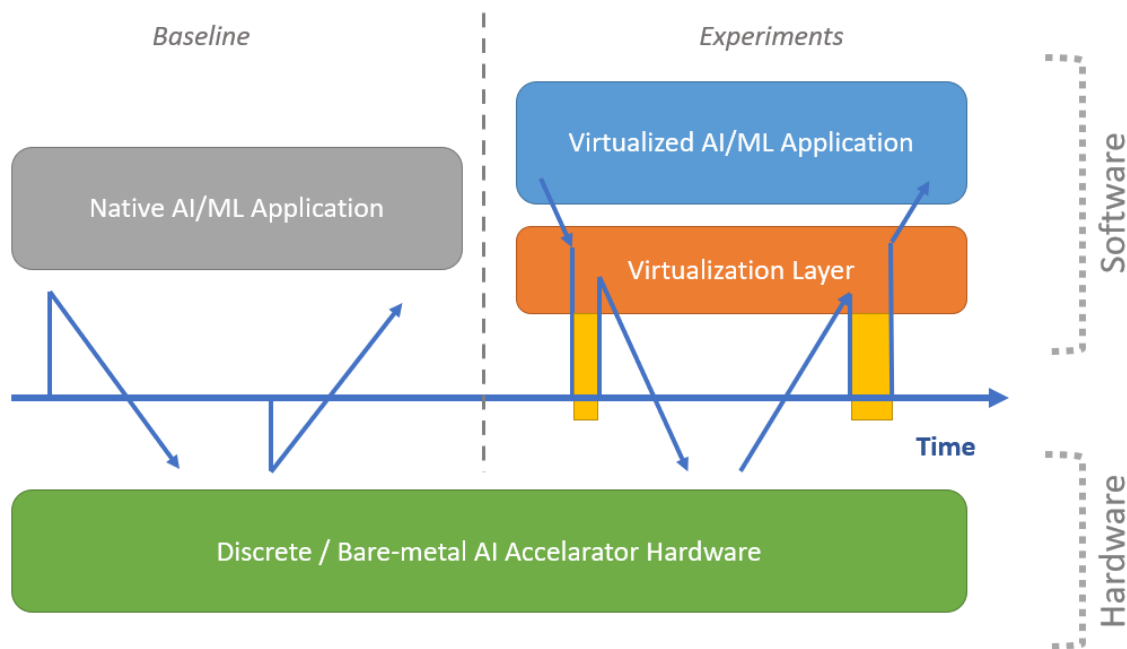 Baseline
Experiments
Virtualized AI/ML Application
Native AI/ML Application
Virtualization Layer
Software
Time
Discrete / Bare-metal AI Accelarator Hardware
Hardware